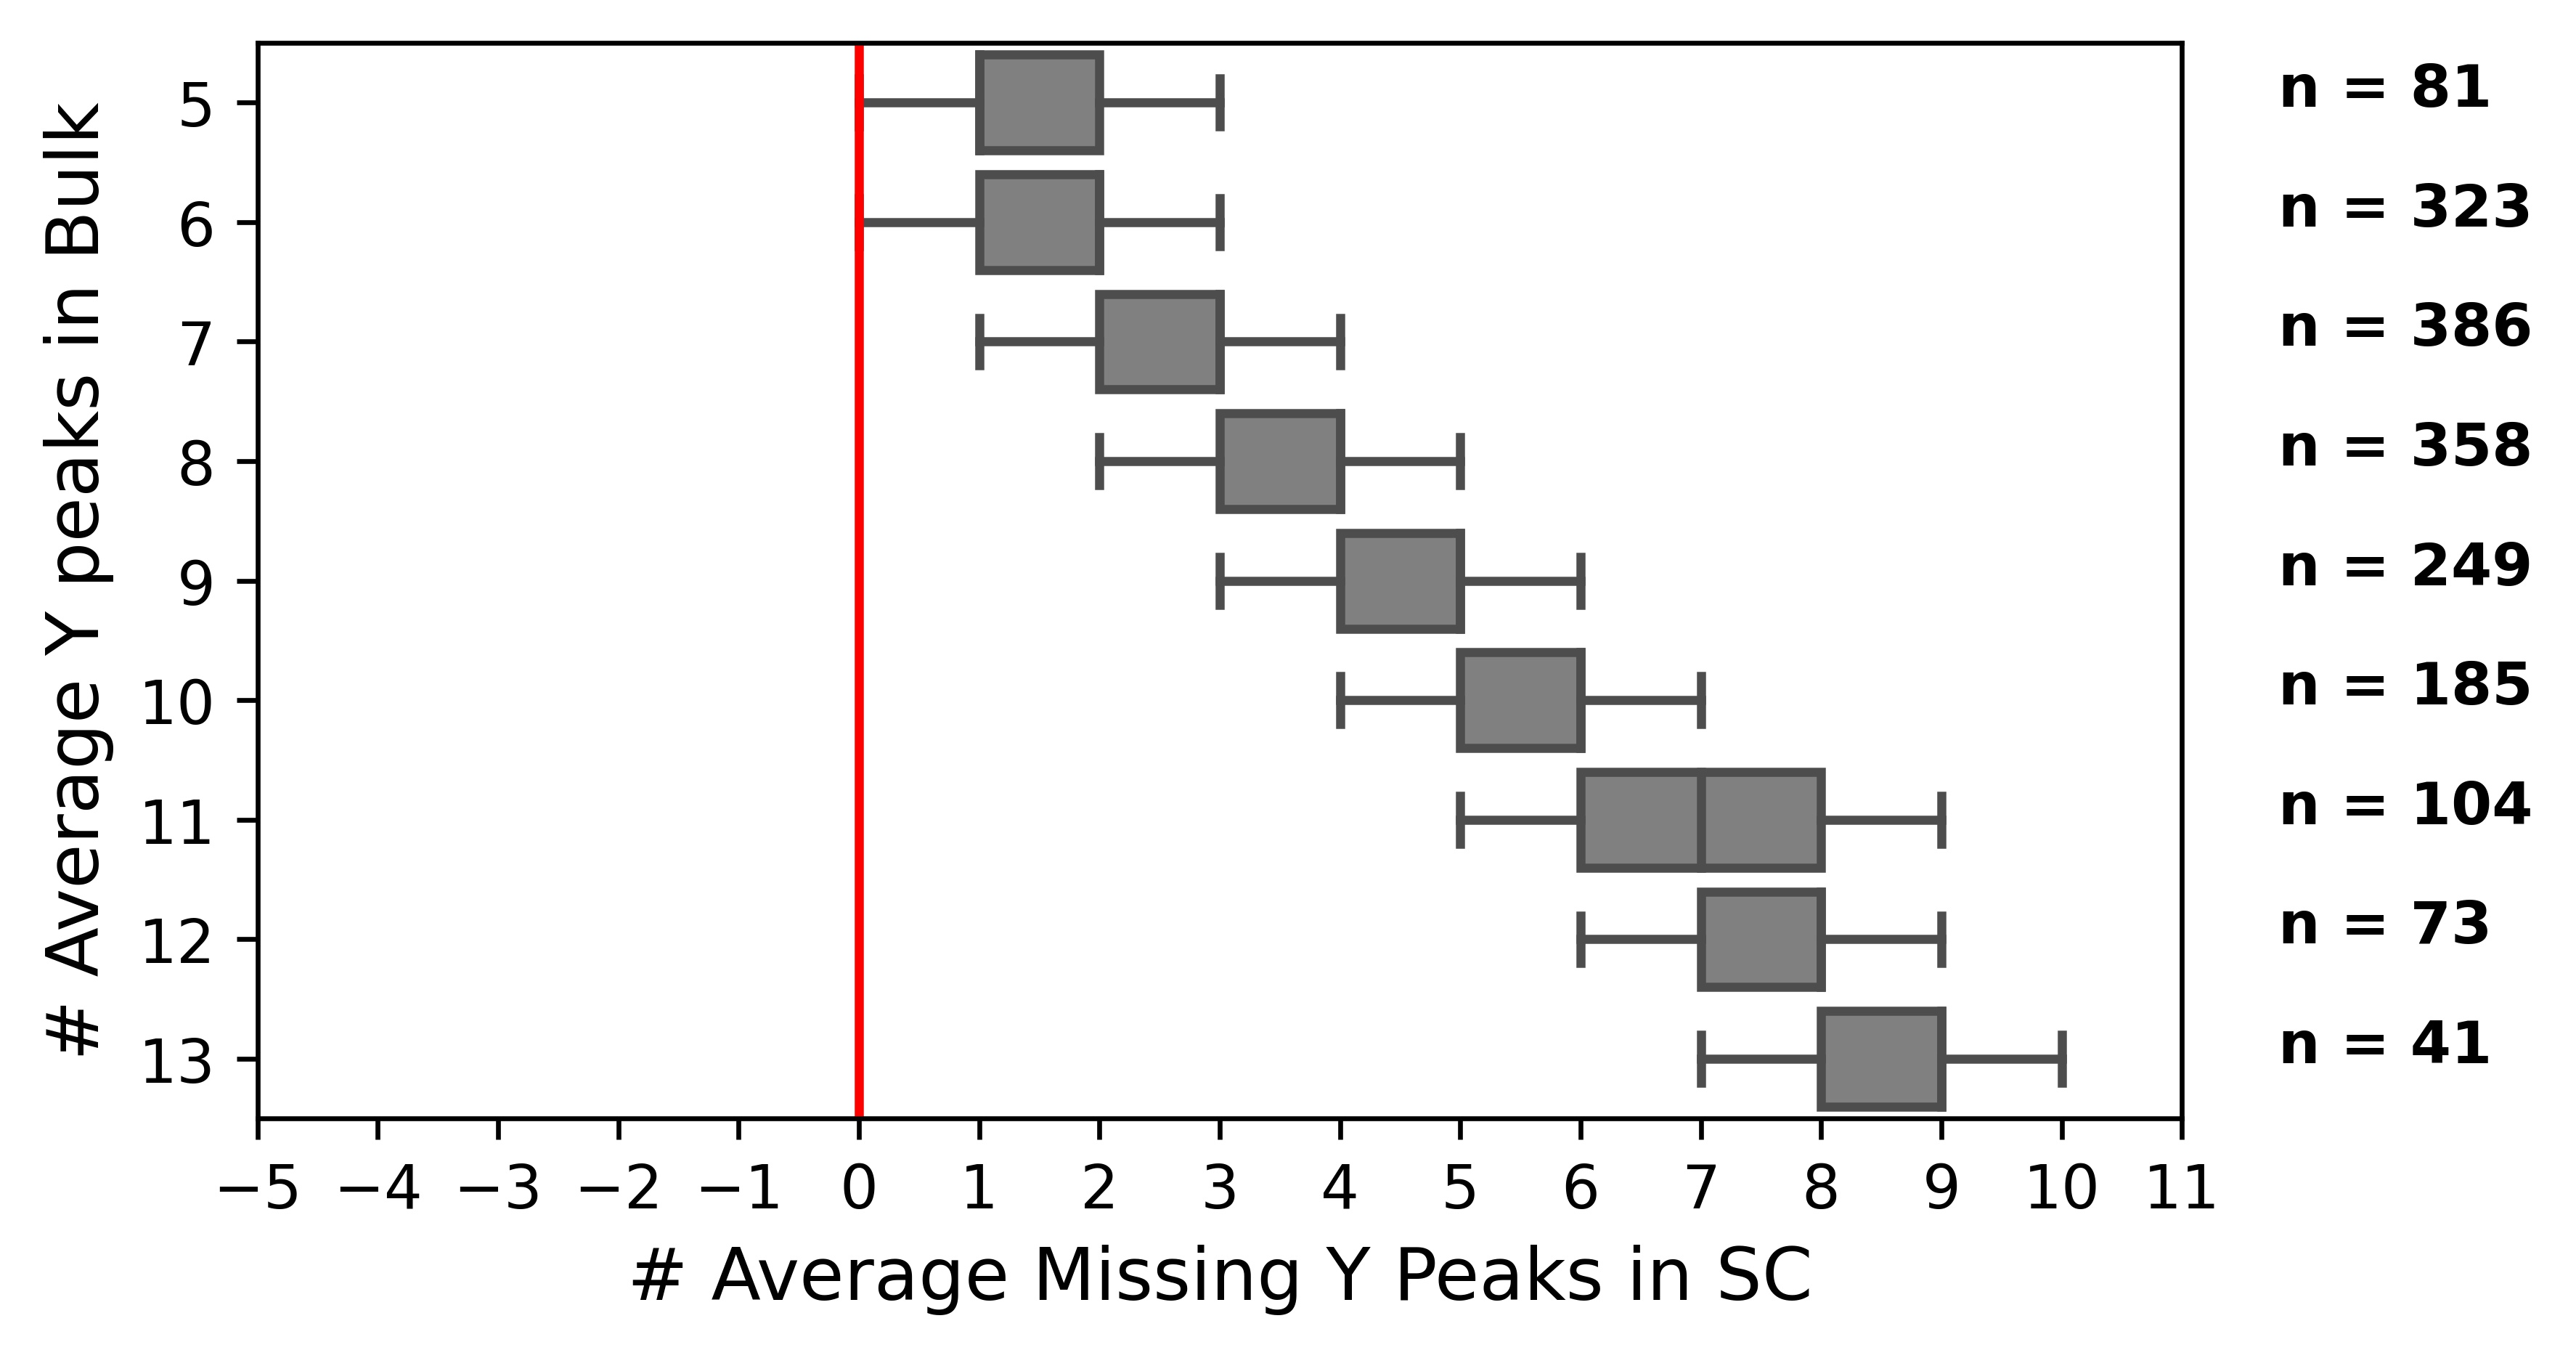 # Average Y peaks in Bulk
5
6
7
8
9
10
11
12
13
n = 81
n = 323
n = 386
n = 358
n = 249
n = 185
n = 104
n = 73
n = 41
−5 −4 −3 −2 −1 0 1 2 3 4 5 6 7 8 9 10 11
# Average Missing Y Peaks in SC